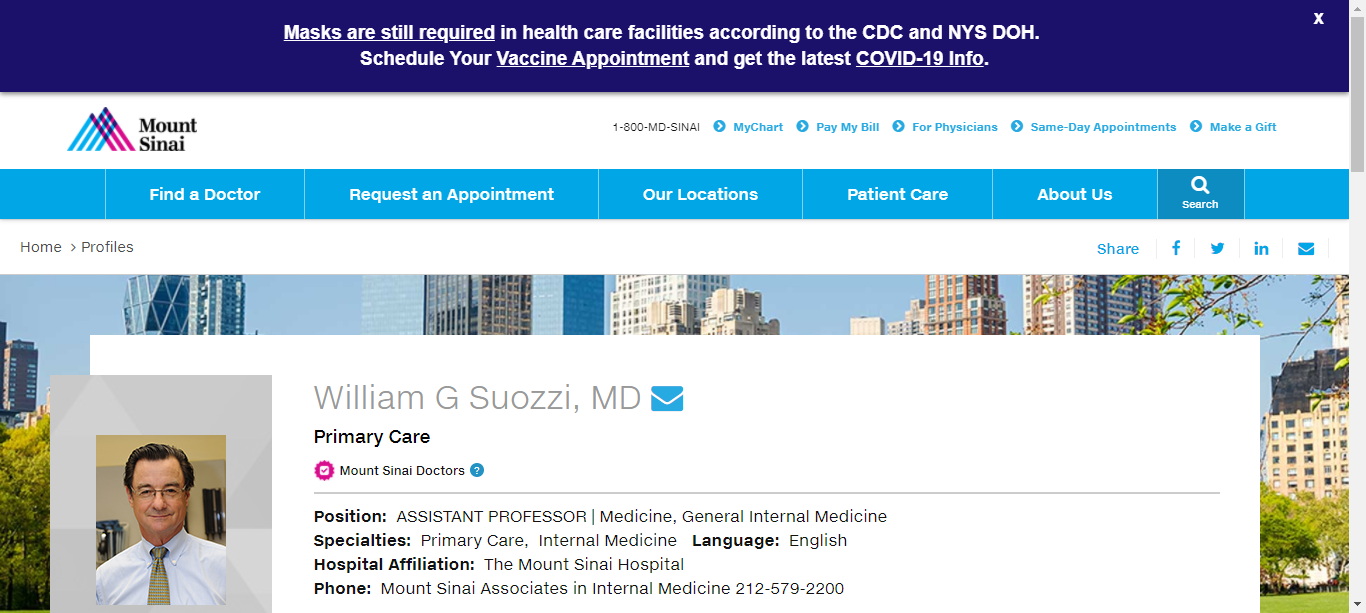 Masks are still required in health care facilities according to the CDC and NYS DOH.
X
Schedule Your Vaccine Appointment and get the latest COVID-19 Info.
Mount
Sinai
1-800-MD-SINAI MyChart Pay My Bill For Physicians Same-Day Appointments Make a Gift
Find a Doctor Request an Appointment Our Locations Patient Care About Us Search
Home > Profiles
Share
William G Suozzi, MD
Primary Care
Mount Sinai Doctors ?
Position: ASSISTANT PROFESSOR | Medicine, General Internal Medicine
Specialties: Primary Care, Internal Medicine Language: English
Hospital Affiliation: The Mount Sinai Hospital
Phone: Mount Sinai Associates in Internal Medicine 212-579-2200